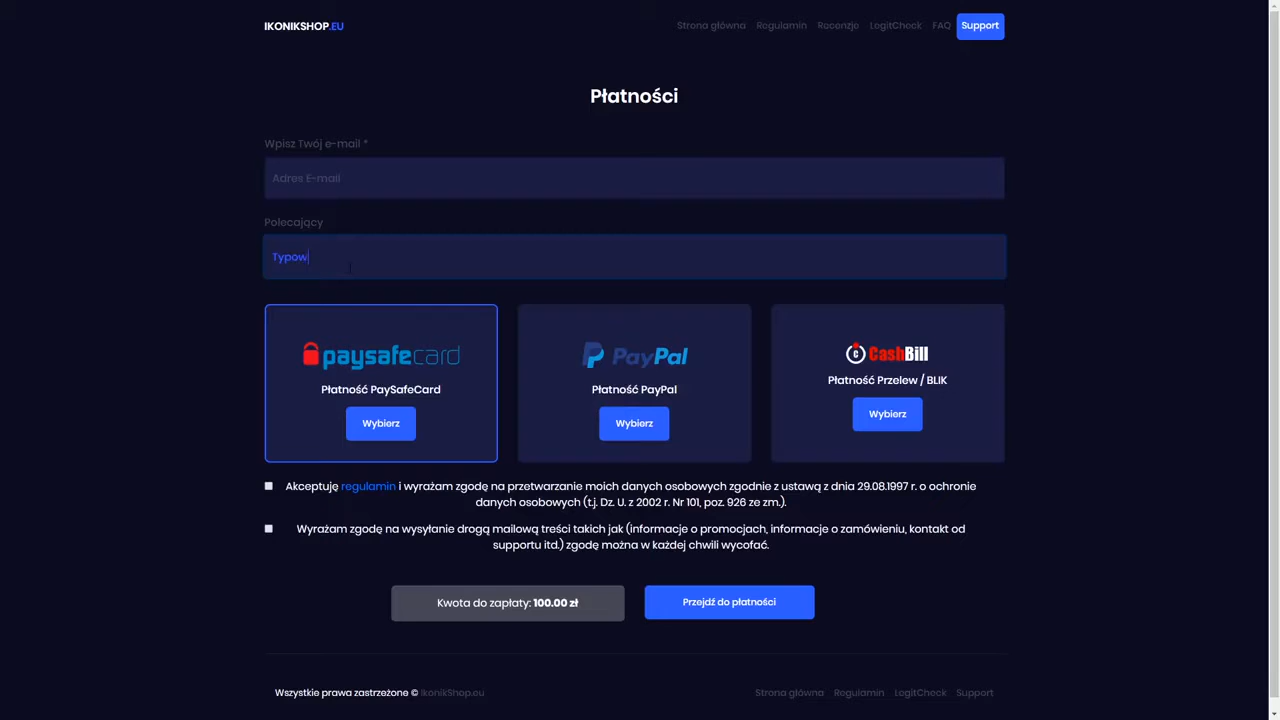 IKONIKSHOP.EU
Strona główna Regulamin Recenzje LegitCheck FAQ Support
Płatności
Wpisz Twój e-mail *
Adres E-mail
Polecający
Typow
paysafecard
Płatność PaySafeCard
Wybierz
PayPal
Płatność PayPal
Wybierz
CashBill
Płatność Przelew / BLIK
Wybierz
Akceptuję regulamin i wyrażam zgodę na przetwarzanie moich danych osobowych zgodnie z ustawą z dnia 29.08.1997 r. o ochronie
danych osobowych (t.j. Dz. U. z 2002 r. Nr 101, poz. 926 ze zm.).
Wyrażam zgodę na wysyłanie drogą mailową treści takich jak (informacje o promocjach, informacje o zamówieniu, kontakt od
supportu itd.) zgodę można w każdej chwili wycofać.
Kwota do zapłaty: 100.00 zł
Przejdź do płatności
Wszystkie prawa zastrzeżone © IkonikShop.eu
Strona główna Regulamin LegitCheck Support